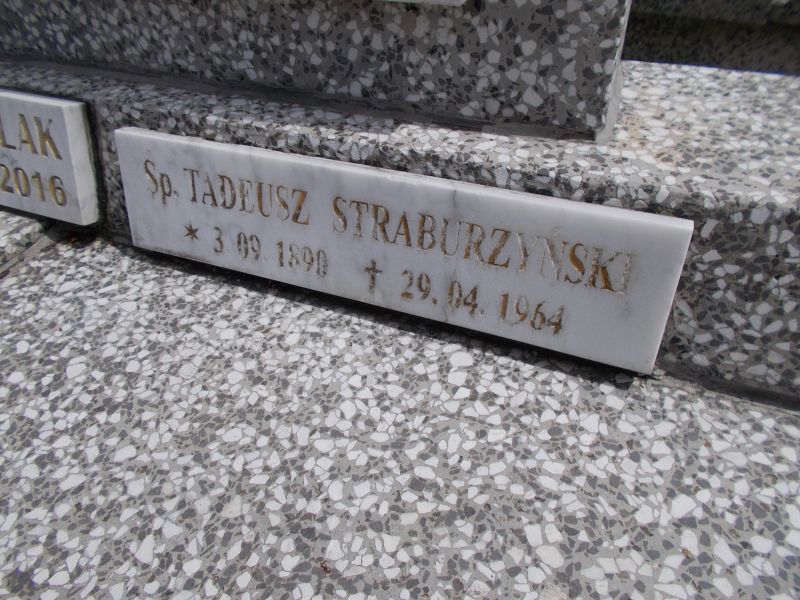 LAK
2016
Sp. TADEUSZ STRABURZYŃSKI
* 3 09. 1890 † 29. 04. 1964